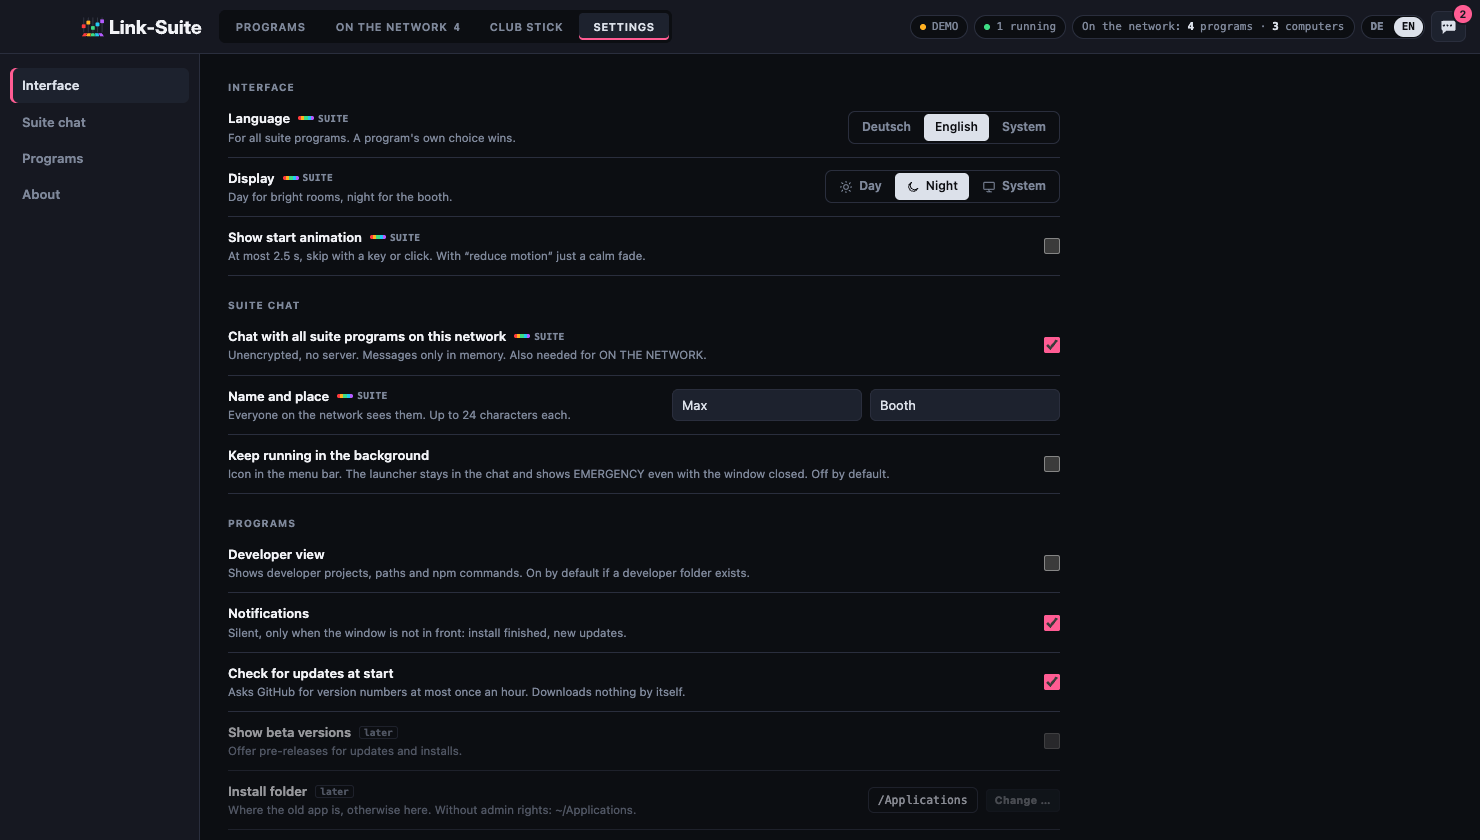 Link-Suite
PROGRAMS
ON THE NETWORK 4
CLUB STICK
SETTINGS
DEMO
1 running
On the network: 4 programs · 3 computers
DE
EN
2
Interface
Suite chat
Programs
About
INTERFACE
Language SUITE
For all suite programs. A program's own choice wins.
Deutsch English System
Display SUITE
Day for bright rooms, night for the booth.
Day Night System
Show start animation SUITE
At most 2.5 s, skip with a key or click. With “reduce motion” just a calm fade.
SUITE CHAT
Chat with all suite programs on this network SUITE
Unencrypted, no server. Messages only in memory. Also needed for ON THE NETWORK.
Name and place SUITE
Everyone on the network sees them. Up to 24 characters each.
Max
Booth
Keep running in the background
Icon in the menu bar. The launcher stays in the chat and shows EMERGENCY even with the window closed. Off by default.
PROGRAMS
Developer view
Shows developer projects, paths and npm commands. On by default if a developer folder exists.
Notifications
Silent, only when the window is not in front: install finished, new updates.
Check for updates at start
Asks GitHub for version numbers at most once an hour. Downloads nothing by itself.
Show beta versions later
Offer pre-releases for updates and installs.
Install folder later
Where the old app is, otherwise here. Without admin rights: ~/Applications.
/Applications
Change …